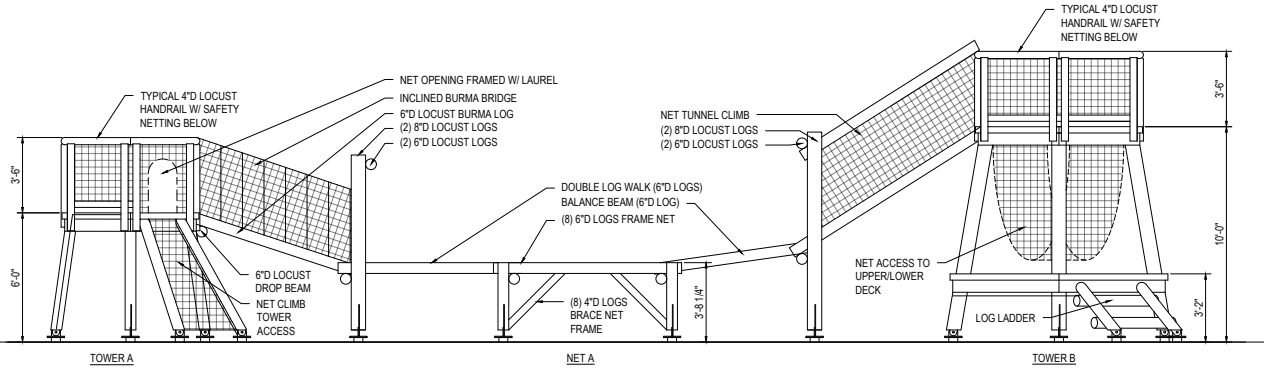 TYPICAL 4"D LOCUST
HANDRAIL W/ SAFETY
NETTING BELOW
NET OPENING FRAMED W/ LAUREL
INCLINED BURMA BRIDGE
6"D LOCUST BURMA LOG
(2) 8"D LOCUST LOGS
(2) 6"D LOCUST LOGS
3'-6"
6'-0"
6"D LOCUST
DROP BEAM
NET CLIMB
TOWER
ACCESS
DOUBLE LOG WALK (6"D LOGS)
BALANCE BEAM (6"D LOG)
(8) 6"D LOGS FRAME NET
(8) 4"D LOGS
BRACE NET
FRAME
3'-8 1/4"
NET TUNNEL CLIMB
(2) 8"D LOCUST LOGS
(2) 6"D LOCUST LOGS
TYPICAL 4"D LOCUST
HANDRAIL W/ SAFETY
NETTING BELOW
3'-6"
10'-0"
NET ACCESS TO
UPPER/LOWER
DECK
LOG LADDER
3'-2"
TOWER A
NET A
TOWER B